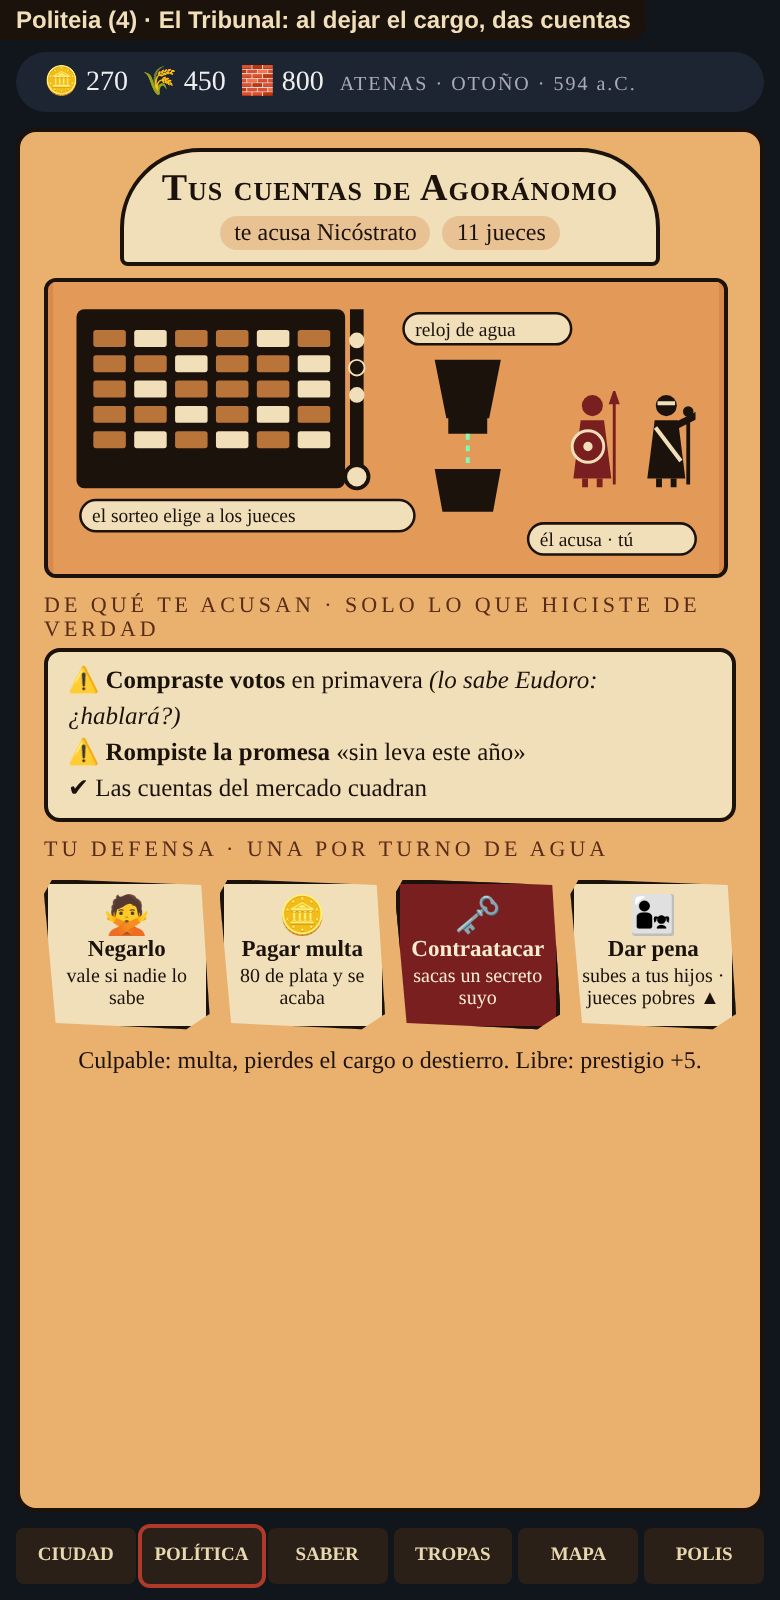 Politeia (4) · El Tribunal: al dejar el cargo, das cuentas
270 450 800 ATENAS · OTOÑO · 594 a.C.
Tus cuentas de Agoránomo
te acusa Nicóstrato 11 jueces
reloj de agua
el sorteo elige a los jueces
él acusa · tú
DE QUÉ TE ACUSAN · SOLO LO QUE HICISTE DE
VERDAD
⚠️ Compraste votos en primavera (lo sabe Eudoro:
¿hablará?)
⚠️ Rompiste la promesa «sin leva este año»
✔ Las cuentas del mercado cuadran
TU DEFENSA · UNA POR TURNO DE AGUA
Negarlo
vale si nadie lo
sabe
Pagar multa
80 de plata y se
acaba
Contraatacar
sacas un secreto
suyo
Dar pena
subes a tus hijos ·
jueces pobres ▲
Culpable: multa, pierdes el cargo o destierro. Libre: prestigio +5.
CIUDAD POLÍTICA SABER TROPAS MAPA POLIS